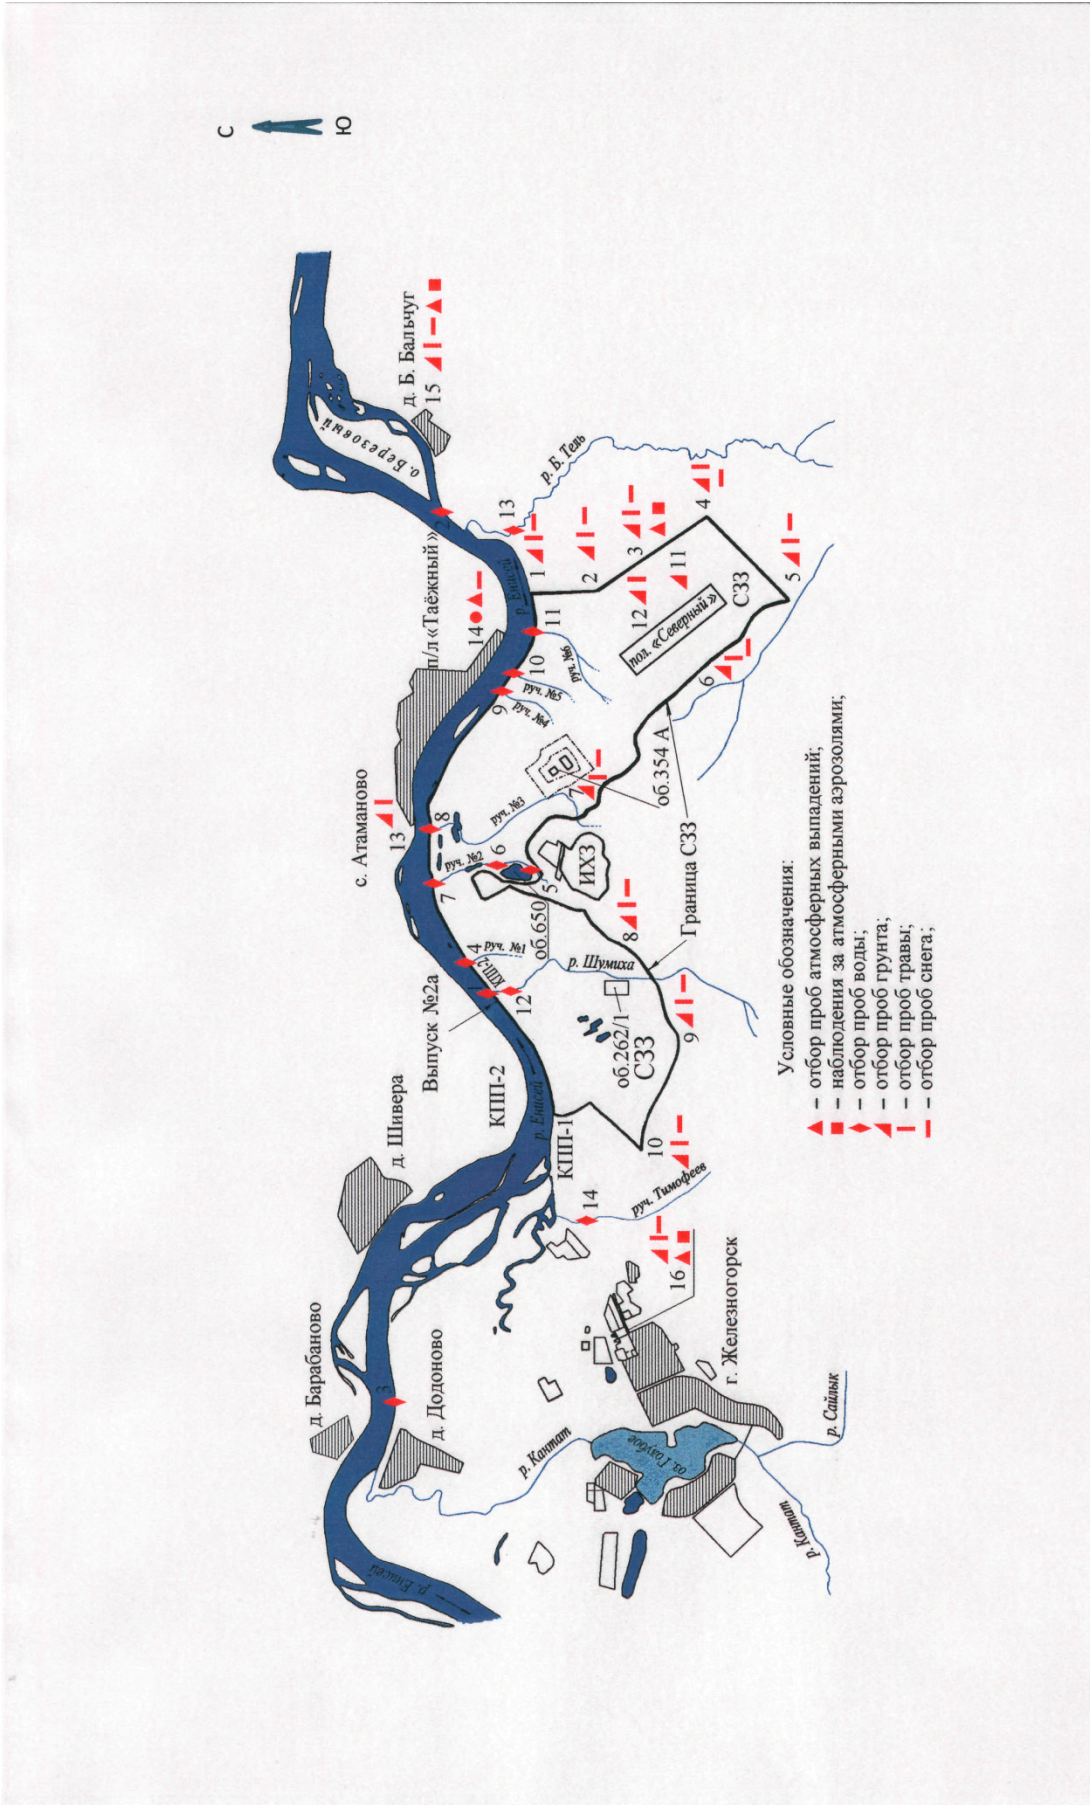 С
Ю
д. Барабаново
д. Шивера
с. Атаманово
13
п/л «Таёжный»
14
о. Березовый
д. Б. Бальчуг
15
3
д. Додоново
р. Енисей
р. Енисей
р. Енисей
КПП-2
Выпуск №2а
1
КПП-2
4
руч. №1
12
7
руч. №2
6
5
8
руч. №3
9
руч. №4
10
руч. №5
11
руч. №6
2
13
р. Б. Тель
1
2
3
4
5
6
7
8
9
10
11
12
пол. «Северный»
СЗЗ
об.354 А
ИХЗ
об.650
р. Шумиха
Граница СЗЗ
об.262/1
СЗЗ
КПП-1
14
руч. Тимофеев
16
г. Железногорск
р. Кантат
оз. Голубое
р. Сайлык
р. Кантат
Условные обозначения:
– отбор проб атмосферных выпадений;
– наблюдения за атмосферными аэрозолями;
– отбор проб воды;
– отбор проб грунта;
– отбор проб травы;
– отбор проб снега;